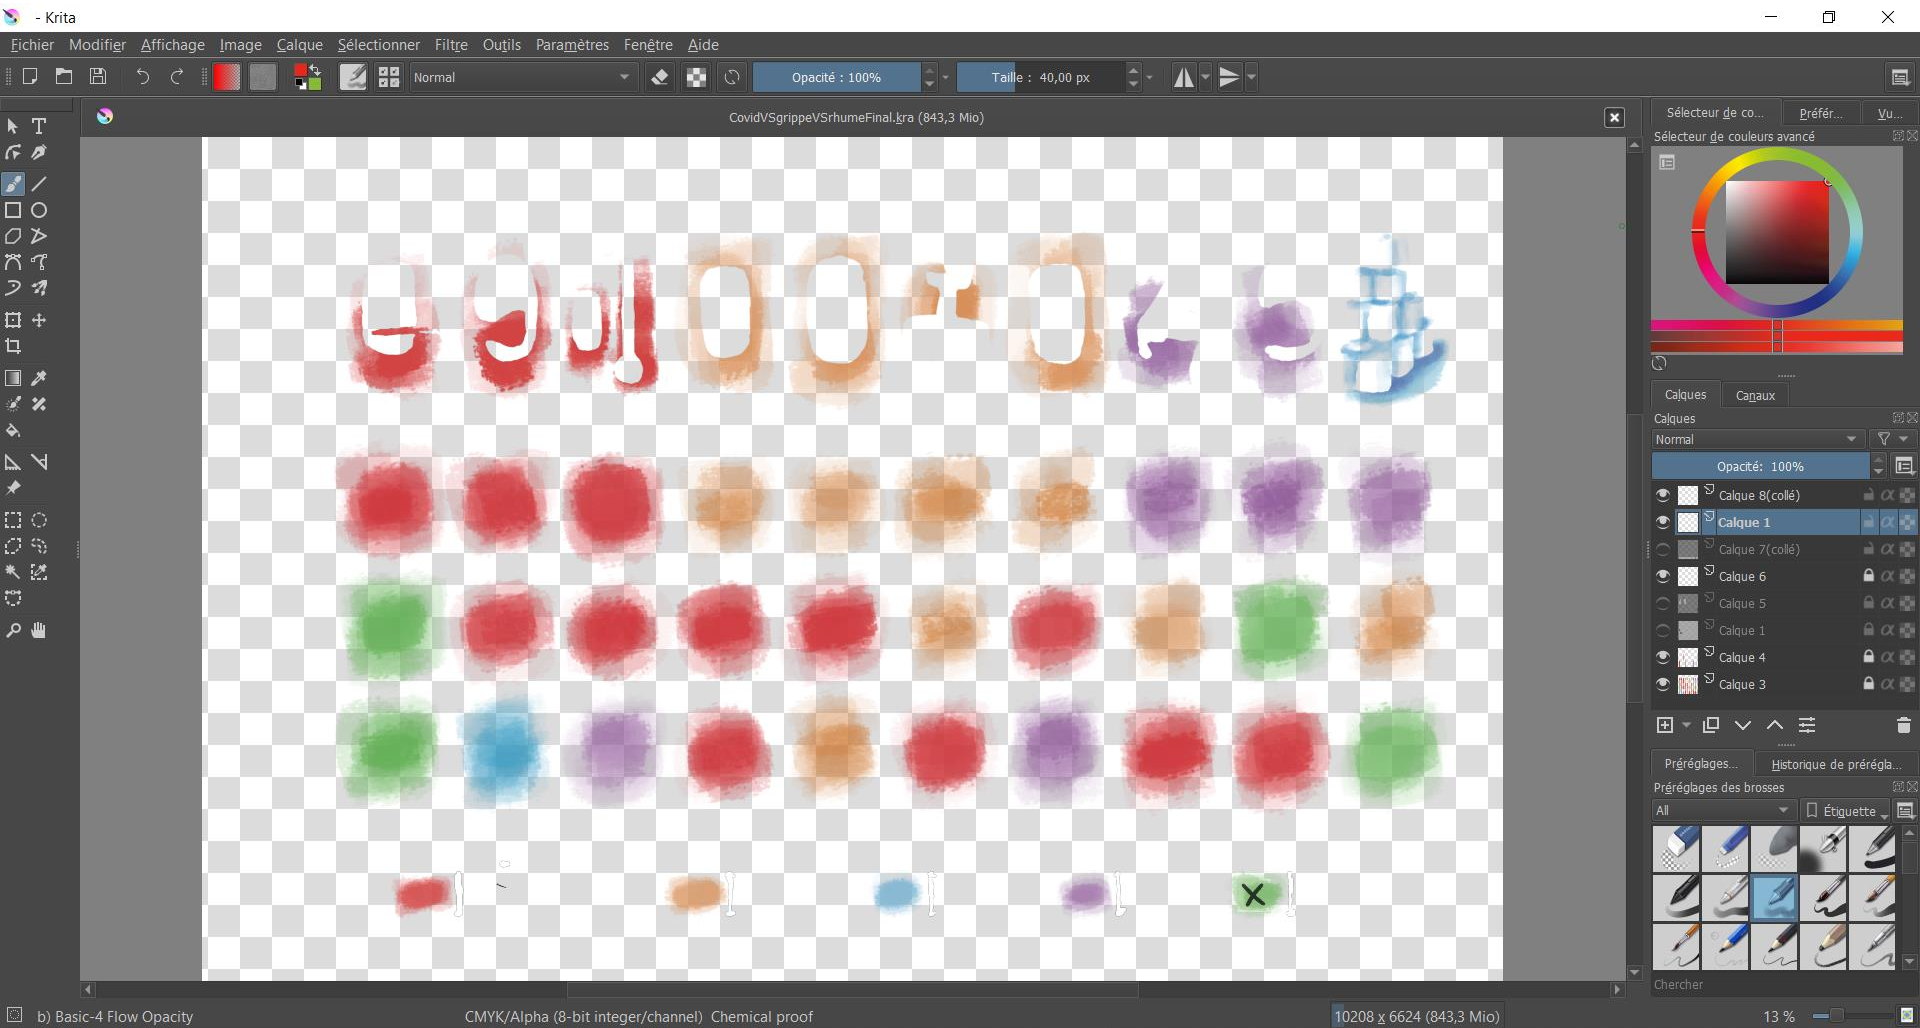 - Krita
Fichier Modifier Affichage Image Calque Sélectionner Filtre Outils Paramètres Fenêtre Aide
Normal Opacité : 100% Taille : 40,00 px
CovidVSgrippeVSrhumeFinal.kra (843,3 Mio)
Sélecteur de co... Préfér... Vu...
Sélecteur de couleurs avancé
Calques Canaux
Calques
Normal
Opacité: 100%
Calque 8(collé)
Calque 1
Calque 7(collé)
Calque 6
Calque 5
Calque 1
Calque 4
Calque 3
Préréglages... Historique de prérégla...
Préréglages des brosses
All Étiquette
Chercher
b) Basic-4 Flow Opacity CMYK/Alpha (8-bit integer/channel) Chemical proof 10208 x 6624 (843,3 Mio) 13 %